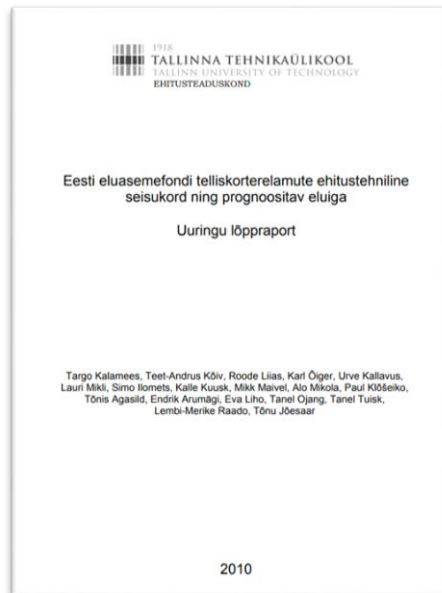 1918
TALLINNA TEHNIKAÜLIKOOL
TALLINN UNIVERSITY OF TECHNOLOGY
EHITUSTEADUSKOND
Eesti eluasemefondi telliskorterelamute ehitustehniline
seisukord ning prognoositav eluiga
Uuringu lõppraport
Targo Kalamees, Teet-Andrus Kõiv, Roode Liias, Karl Õiger, Urve Kallavus,
Lauri Mikli, Simo Ilomets, Kalle Kuusk, Mikk Maivel, Alo Mikola, Paul Klõšeiko,
Tõnis Agasild, Endrik Arumägi, Eva Liho, Tanel Ojang, Tanel Tuisk,
Lembi-Merike Raado, Tõnu Jõesaar
2010